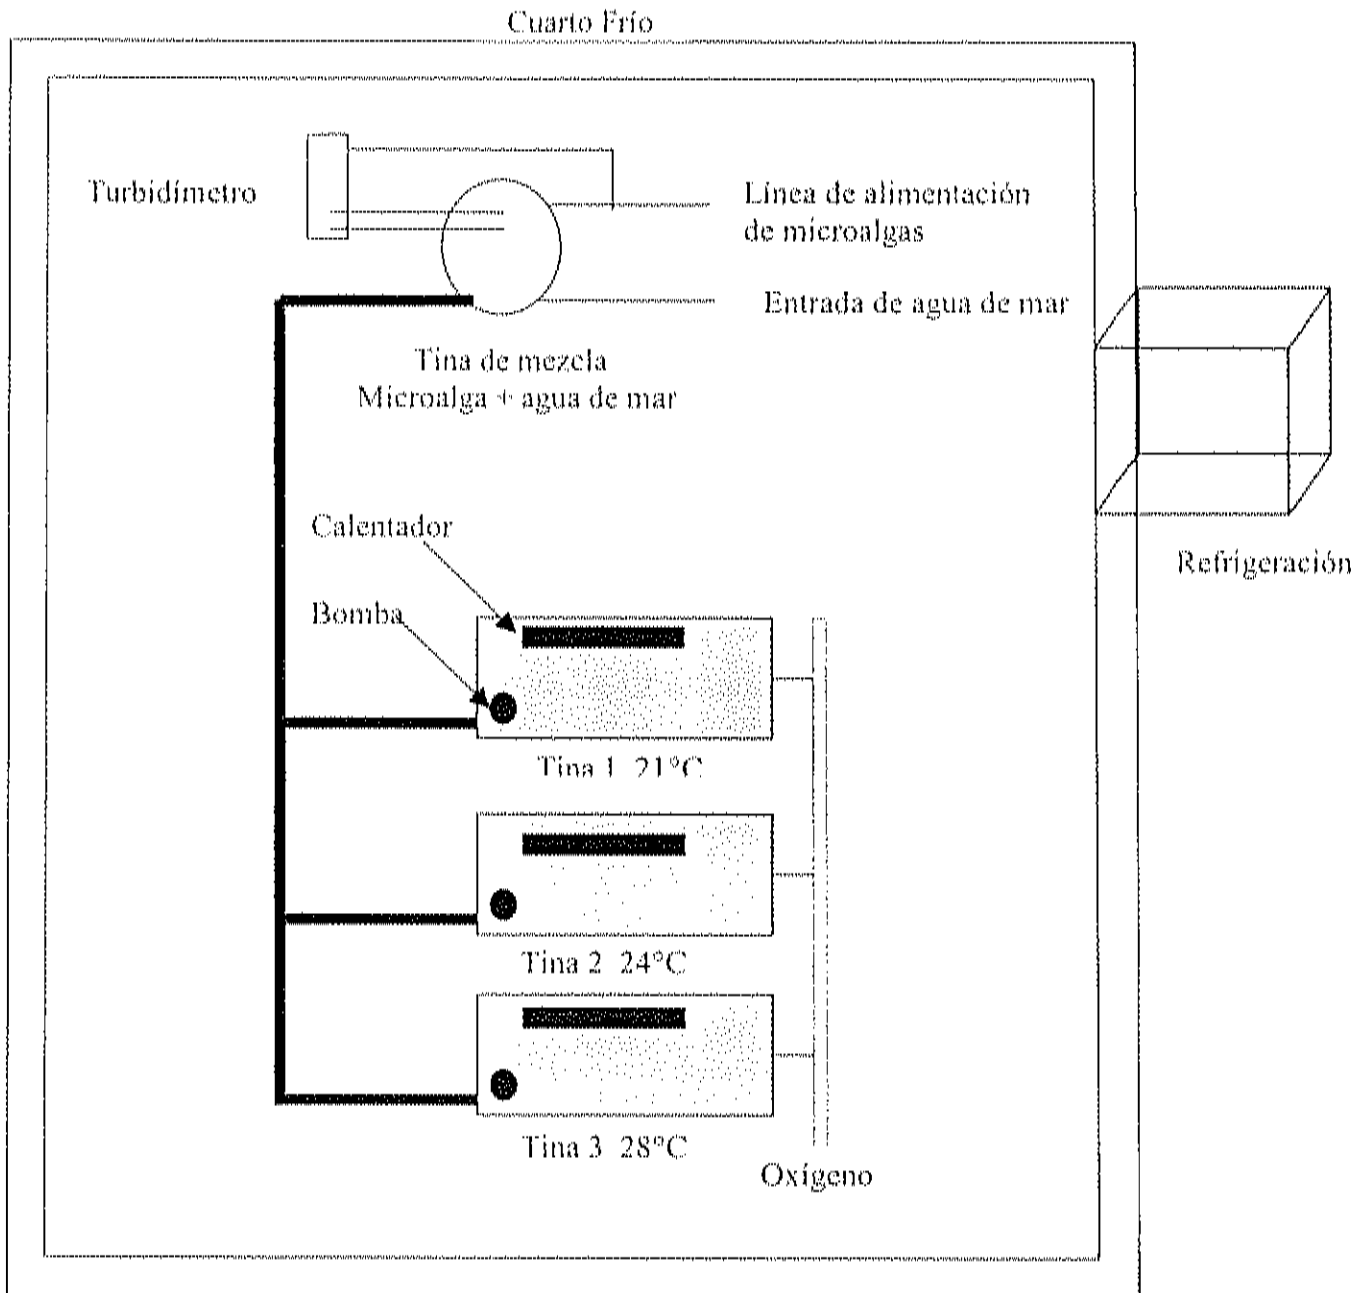 Cuarto Frío
Turbidímetro
Línea de alimentación
de microalgas
Entrada de agua de mar
Tina de mezcla
Microalga + agua de mar
Calentador
Refrigeración
Bomba
Tina 1 21°C
Tina 2 24°C
Tina 3 28°C
Oxígeno